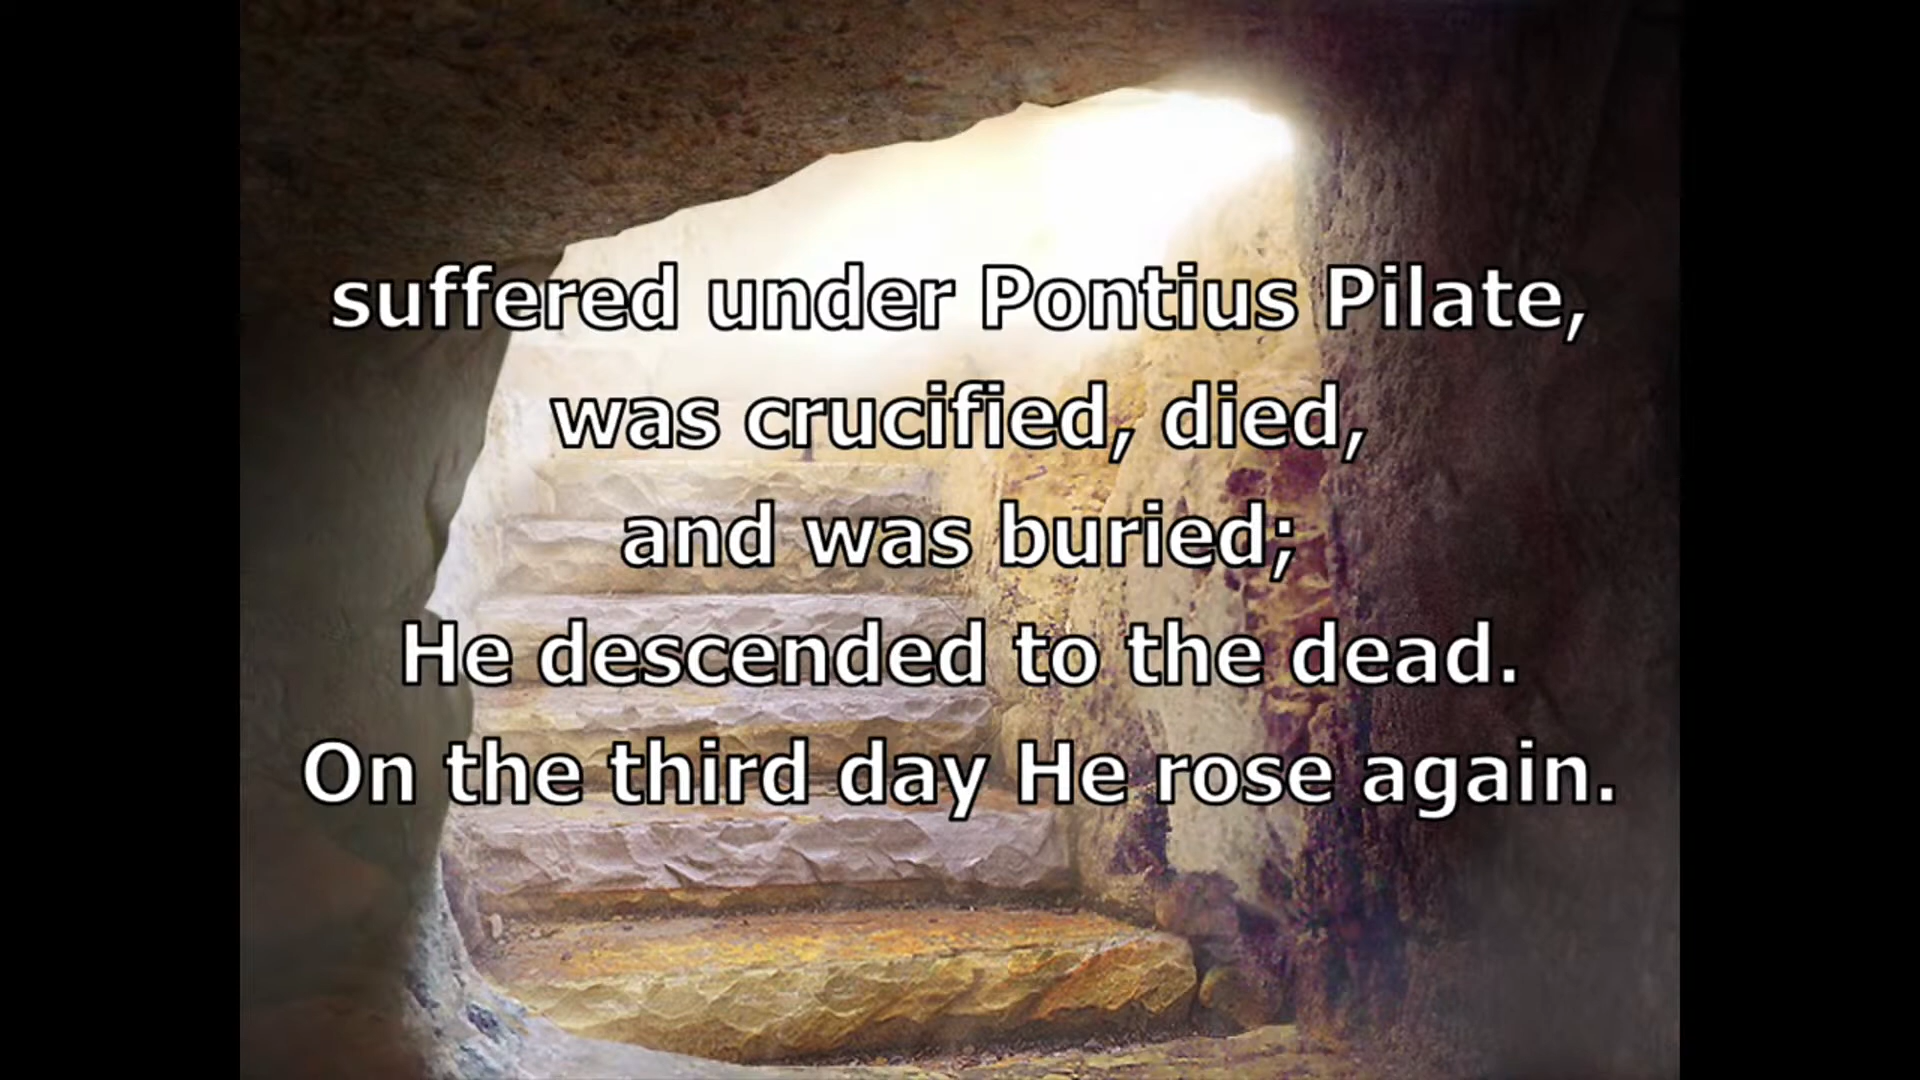 suffered under Pontius Pilate,
was crucified, died,
and was buried;
He descended to the dead.
On the third day He rose again.